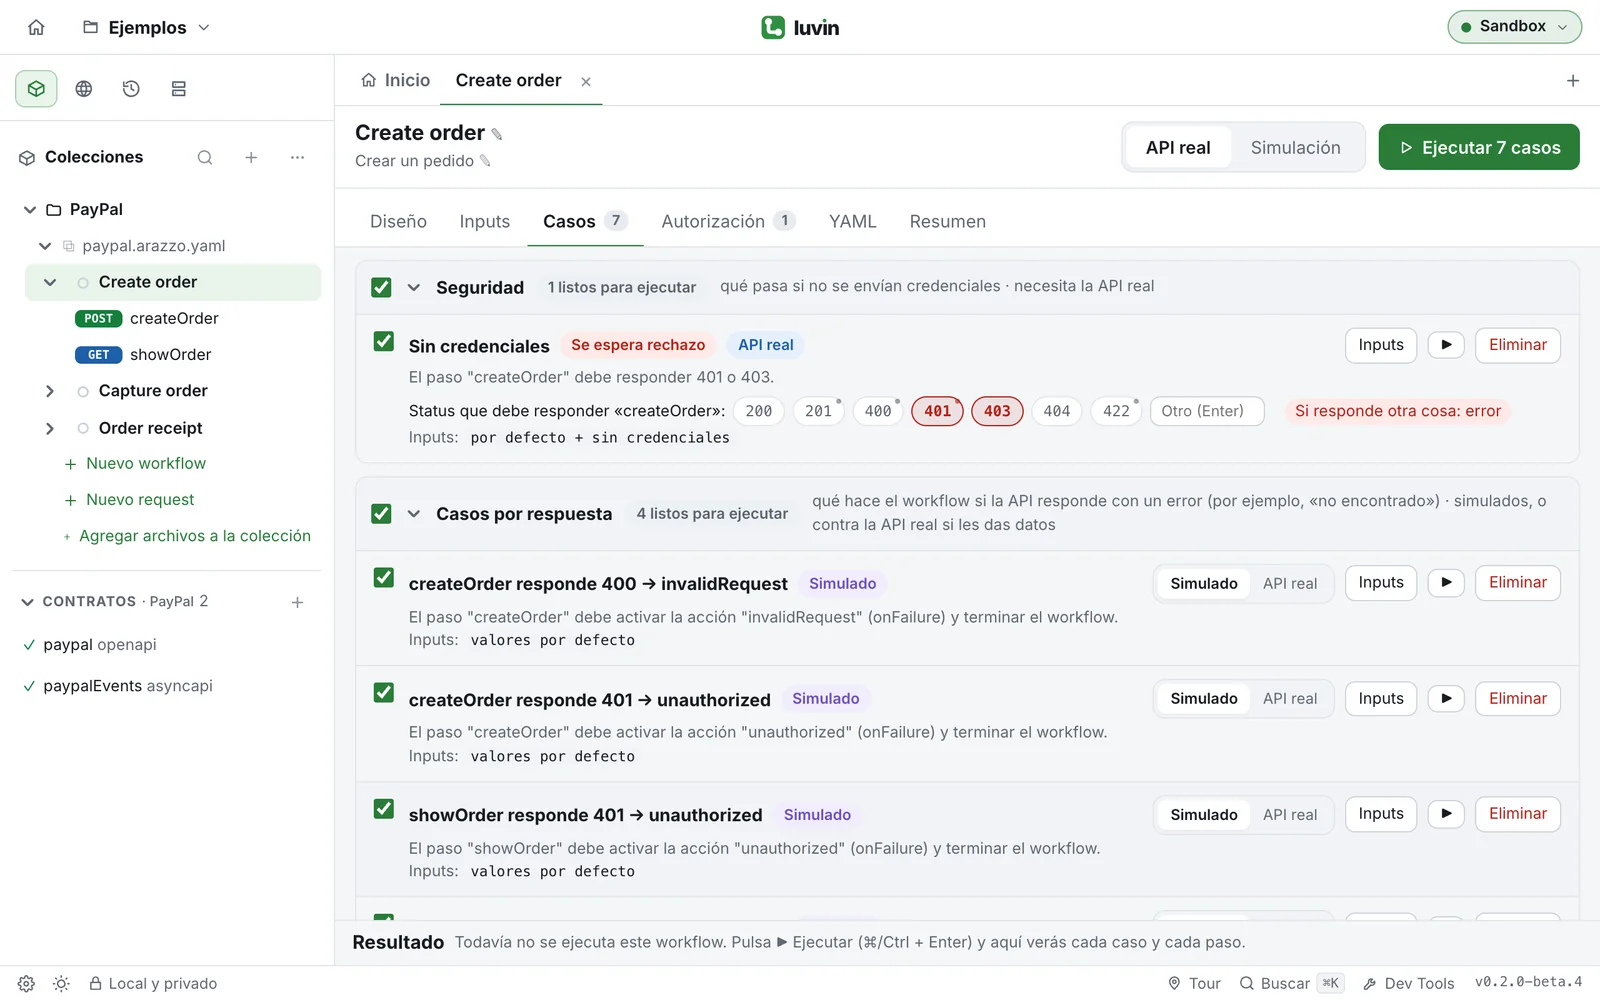 Ejemplos
luvin
Sandbox
Inicio
Create order
Create order
Crear un pedido
API real
Simulación
Ejecutar 7 casos
Colecciones
PayPal
paypal.arazzo.yaml
Create order
POST createOrder
GET showOrder
Capture order
Order receipt
+ Nuevo workflow
+ Nuevo request
+ Agregar archivos a la colección
CONTRATOS · PayPal 2
paypal openapi
paypalEvents asyncapi
Diseño
Inputs
Casos 7
Autorización 1
YAML
Resumen
Seguridad 1 listos para ejecutar qué pasa si no se envían credenciales · necesita la API real
Sin credenciales Se espera rechazo API real Inputs Eliminar
El paso "createOrder" debe responder 401 o 403.
Status que debe responder «createOrder»: 200 201 400 401 403 404 422 Otro (Enter) Si responde otra cosa: error
Inputs: por defecto + sin credenciales
Casos por respuesta 4 listos para ejecutar qué hace el workflow si la API responde con un error (por ejemplo, «no encontrado») · simulados, o
contra la API real si les das datos
createOrder responde 400 → invalidRequest Simulado Simulado API real Inputs Eliminar
El paso "createOrder" debe activar la acción "invalidRequest" (onFailure) y terminar el workflow.
Inputs: valores por defecto
createOrder responde 401 → unauthorized Simulado Simulado API real Inputs Eliminar
El paso "createOrder" debe activar la acción "unauthorized" (onFailure) y terminar el workflow.
Inputs: valores por defecto
showOrder responde 401 → unauthorized Simulado Simulado API real Inputs Eliminar
El paso "showOrder" debe activar la acción "unauthorized" (onFailure) y terminar el workflow.
Inputs: valores por defecto
Resultado Todavía no se ejecuta este workflow. Pulsa ▶ Ejecutar (⌘/Ctrl + Enter) y aquí verás cada caso y cada paso.
Local y privado
Tour
Buscar ⌘K
Dev Tools
v0.2.0-beta.4